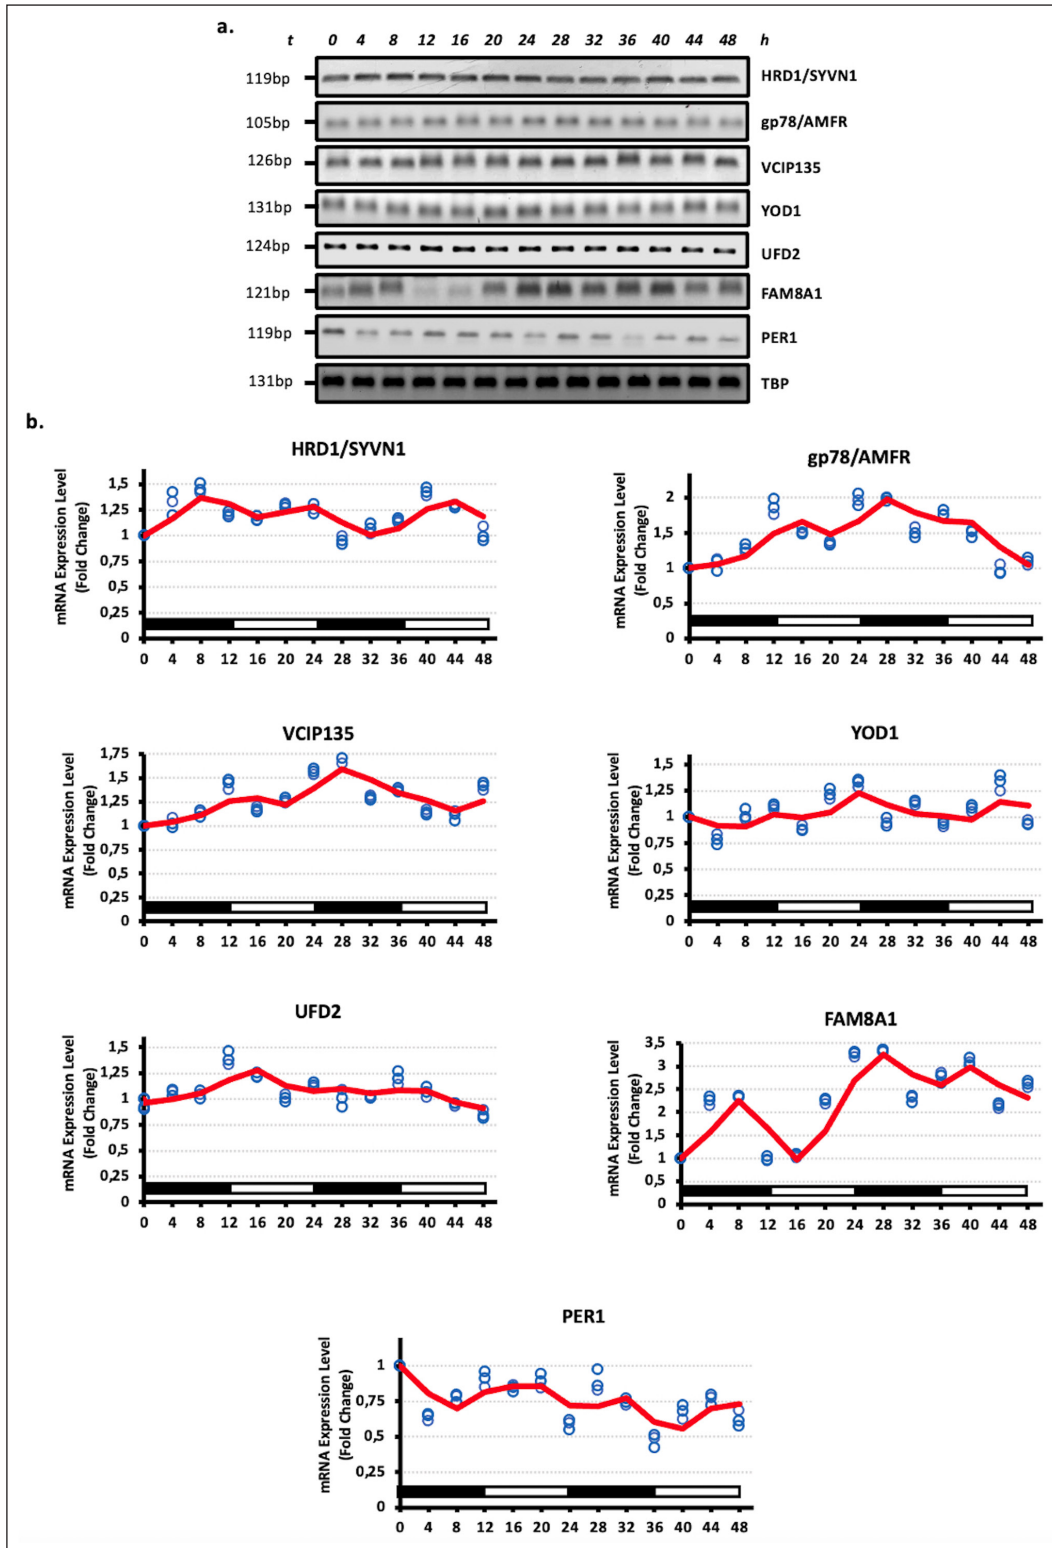 a.
t 0 4 8 12 16 20 24 28 32 36 40 44 48 h
119bp HRD1/SYVN1
105bp gp78/AMFR
126bp VCIP135
131bp YOD1
124bp UFD2
121bp FAM8A1
119bp PER1
131bp TBP
b.
HRD1/SYVN1
mRNA Expression Level
(Fold Change)
1,5
1,25
1
0,75
0,5
0,25
0
0 4 8 12 16 20 24 28 32 36 40 44 48
gp78/AMFR
mRNA Expression Level
(Fold Change)
2
1,5
1
0,5
0
0 4 8 12 16 20 24 28 32 36 40 44 48
VCIP135
mRNA Expression Level
(Fold Change)
1,75
1,5
1,25
1
0,75
0,5
0,25
0
0 4 8 12 16 20 24 28 32 36 40 44 48
YOD1
mRNA Expression Level
(Fold Change)
1,5
1,25
1
0,75
0,5
0,25
0
0 4 8 12 16 20 24 28 32 36 40 44 48
UFD2
mRNA Expression Level
(Fold Change)
1,5
1,25
1
0,75
0,5
0,25
0
0 4 8 12 16 20 24 28 32 36 40 44 48
FAM8A1
mRNA Expression Level
(Fold Change)
3,5
2,5
2
1,5
1
0,5
0
0 4 8 12 16 20 24 28 32 36 40 44 48
PER1
mRNA Expression Level
(Fold Change)
1
0,75
0,5
0,25
0
0 4 8 12 16 20 24 28 32 36 40 44 48